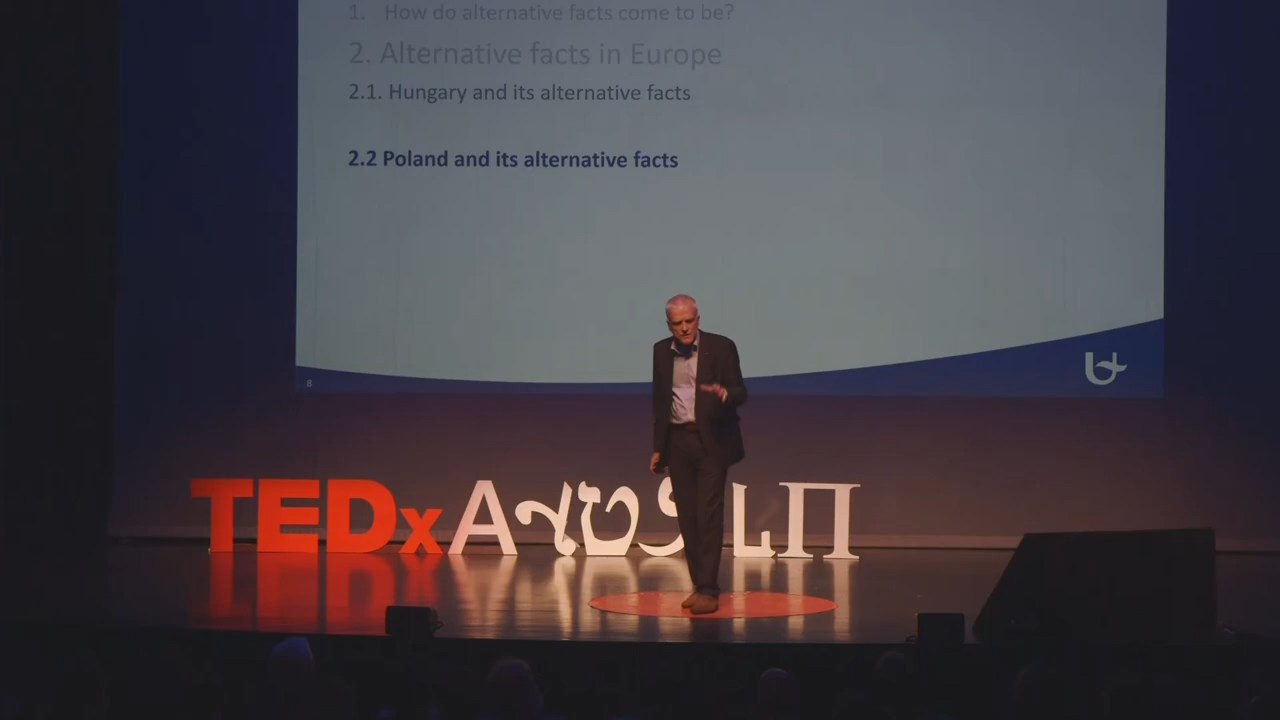 1. How do alternative facts come to be?
2. Alternative facts in Europe
2.1. Hungary and its alternative facts
2.2 Poland and its alternative facts
8
TEDx